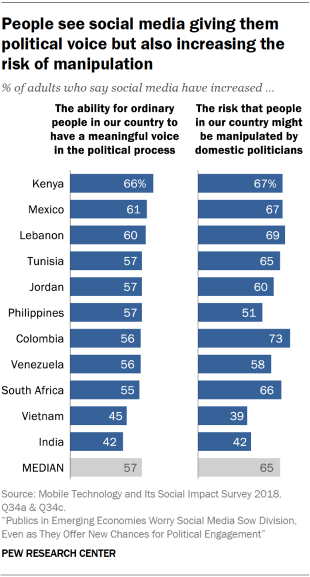 People see social media giving them
political voice but also increasing the
risk of manipulation
% of adults who say social media have increased ...
The ability for ordinary
people in our country to
have a meaningful voice
in the political process
The risk that people
in our country might
be manipulated by
domestic politicians
Kenya 66% 67%
Mexico 61 67
Lebanon 60 69
Tunisia 57 65
Jordan 57 60
Philippines 57 51
Colombia 56 73
Venezuela 56 58
South Africa 55 66
Vietnam 45 39
India 42 42
MEDIAN 57 65
Source: Mobile Technology and Its Social Impact Survey 2018.
Q34a & Q34c.
"Publics in Emerging Economies Worry Social Media Sow Division,
Even as They Offer New Chances for Political Engagement"
PEW RESEARCH CENTER